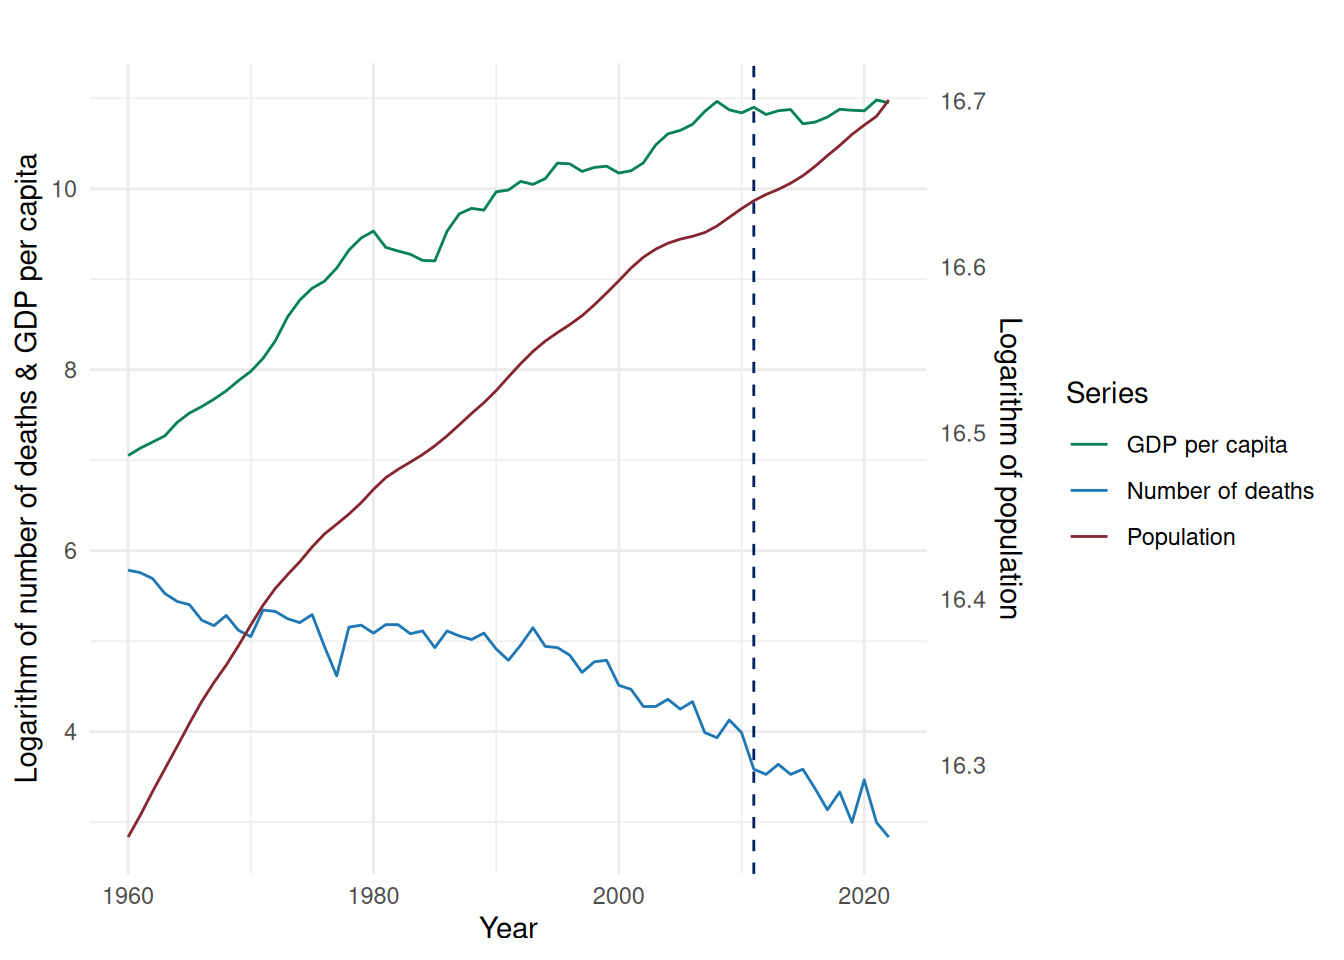 Logarithm of number of deaths & GDP per capita
10
8
6
4
16.7
16.6
16.5
16.4
16.3
Logarithm of population
1960
1980
2000
2020
Year
Series
GDP per capita
Number of deaths
Population